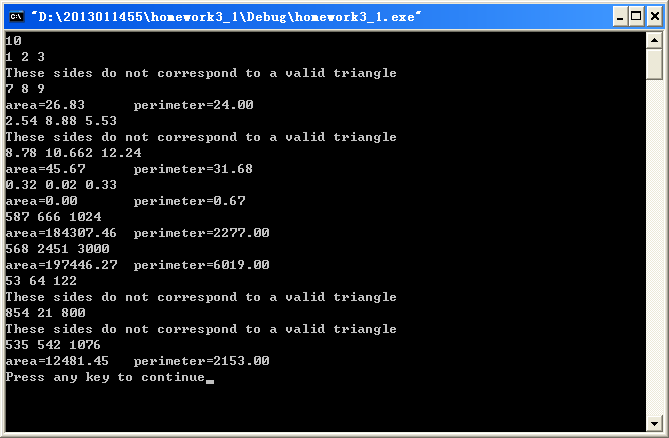 "D:\2013011455\homework3_1\Debug\homework3_1.exe"
10
1 2 3
These sides do not correspond to a valid triangle
7 8 9
area=26.83      perimeter=24.00
2.54 8.88 5.53
These sides do not correspond to a valid triangle
8.78 10.662 12.24
area=45.67      perimeter=31.68
0.32 0.02 0.33
area=0.00       perimeter=0.67
587 666 1024
area=184307.46  perimeter=2277.00
568 2451 3000
area=197446.27  perimeter=6019.00
53 64 122
These sides do not correspond to a valid triangle
854 21 800
These sides do not correspond to a valid triangle
535 542 1076
area=12481.45   perimeter=2153.00
Press any key to continue